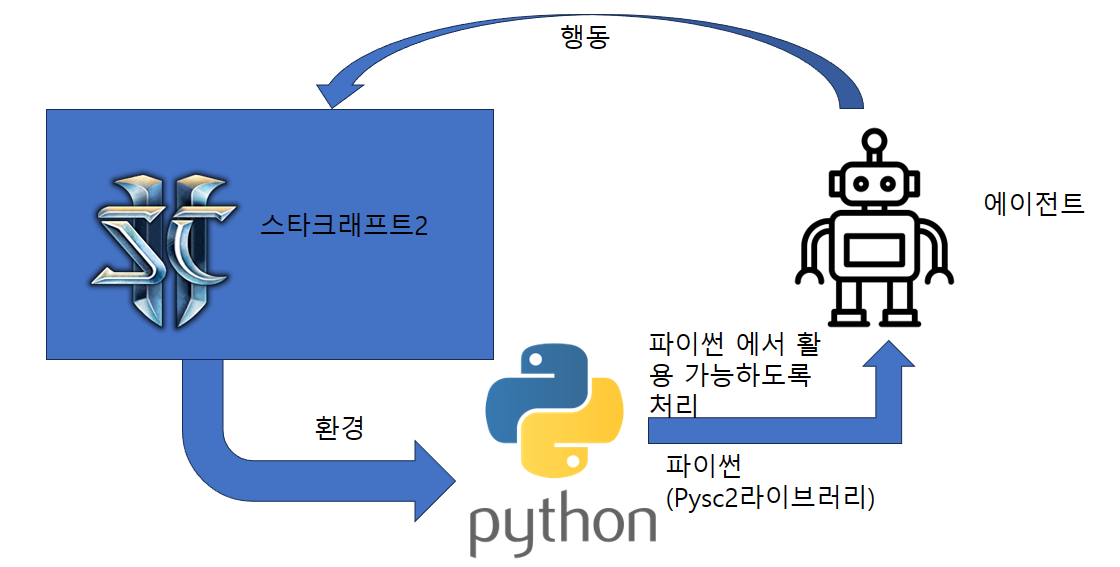 행동
에이전트
스타크래프트2
파이썬 에서 활
용 가능하도록
처리
환경
파이썬
(Pysc2라이브러리)
python